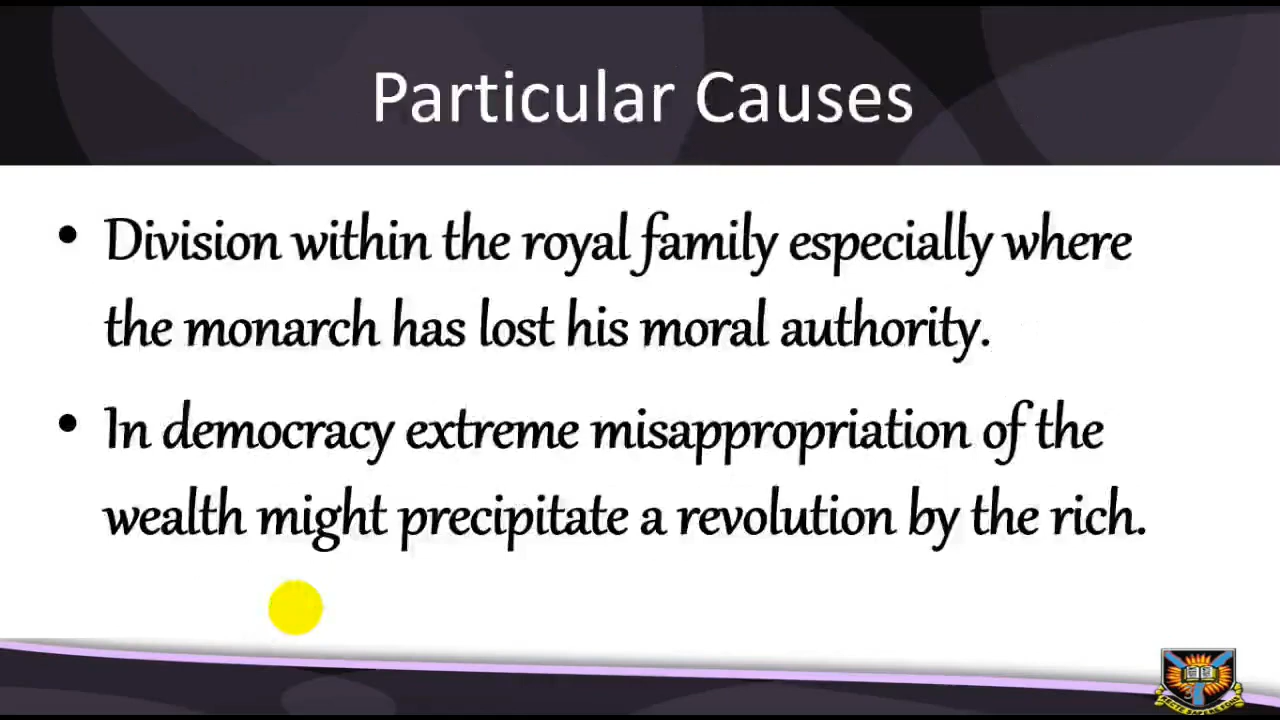 Particular Causes
• Division within the royal family especially where
the monarch has lost his moral authority.
• In democracy extreme misappropriation of the
wealth might precipitate a revolution by the rich.